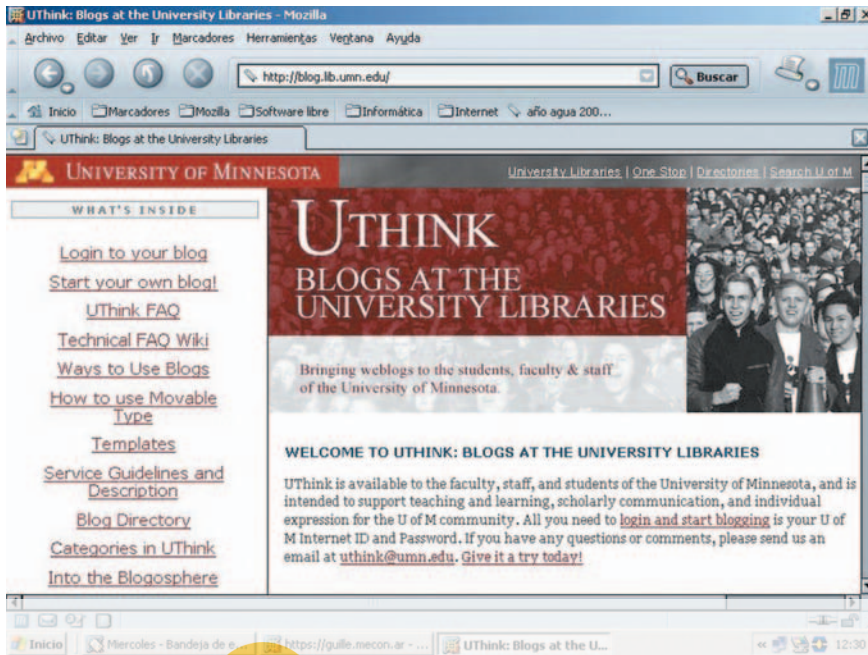 UThink: Blogs at the University Libraries - Mozilla
Archivo Editar Ver Ir Marcadores Herramientas Ventana Ayuda
http://blog.lib.umn.edu/ Buscar
Inicio Marcadores Mozilla Software libre Informática Internet año agua 200...
UThink: Blogs at the University Libraries
M UNIVERSITY OF MINNESOTA
University Libraries | One Stop | Directories | Search U of M
WHAT'S INSIDE
Login to your blog
Start your own blog!
UThink FAQ
Technical FAQ Wiki
Ways to Use Blogs
How to use Movable
Type
Templates
Service Guidelines and
Description
Blog Directory
Categories in UThink
Into the Blogosphere
UTHINK
BLOGS AT THE
UNIVERSITY LIBRARIES
Bringing weblogs to the students, faculty & staff
of the University of Minnesota.
WELCOME TO UTHINK: BLOGS AT THE UNIVERSITY LIBRARIES
UThink is available to the faculty, staff, and students of the University of Minnesota, and is
intended to support teaching and learning, scholarly communication, and individual
expression for the U of M community. All you need to login and start blogging is your U of
M Internet ID and Password. If you have any questions or comments, please send us an
email at uthink@umn.edu. Give it a try today!
Inicio Miercoles - Bandeja de e... https://guille.mecon.ar - ... UThink: Blogs at the U... « 12:30